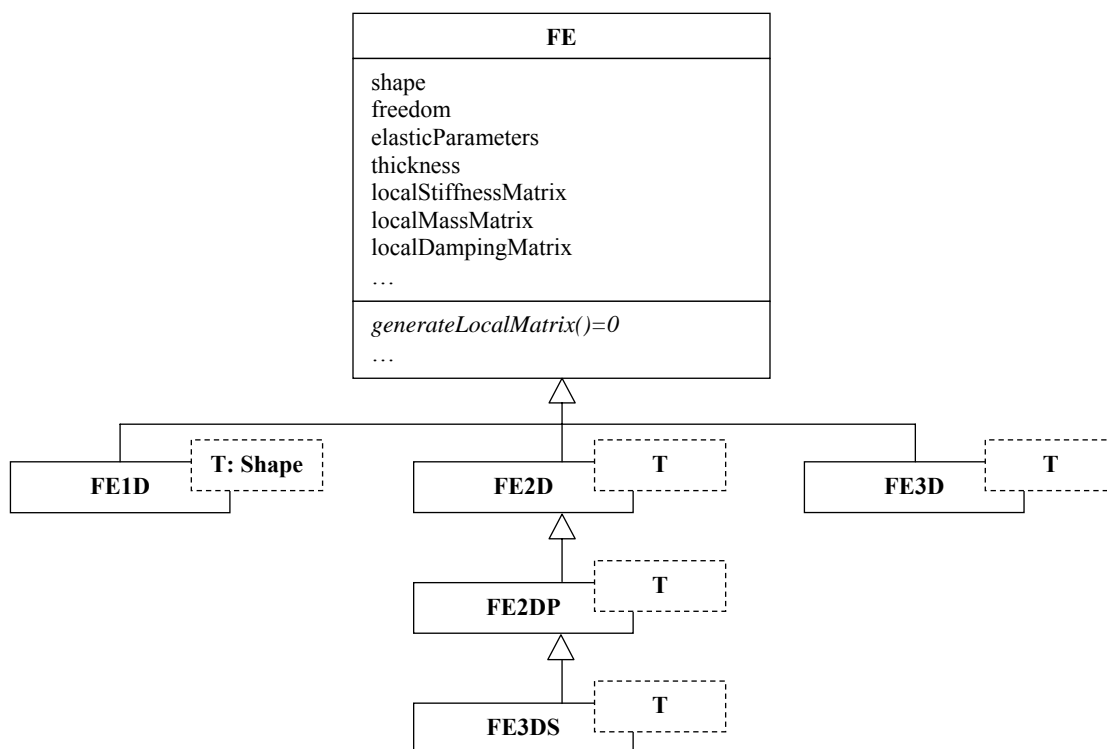 FE
shape
freedom
elasticParameters
thickness
localStiffnessMatrix
localMassMatrix
localDampingMatrix
…
generateLocalMatrix()=0
…
T: Shape
FE1D
T
FE2D
T
FE3D
T
FE2DP
T
FE3DS